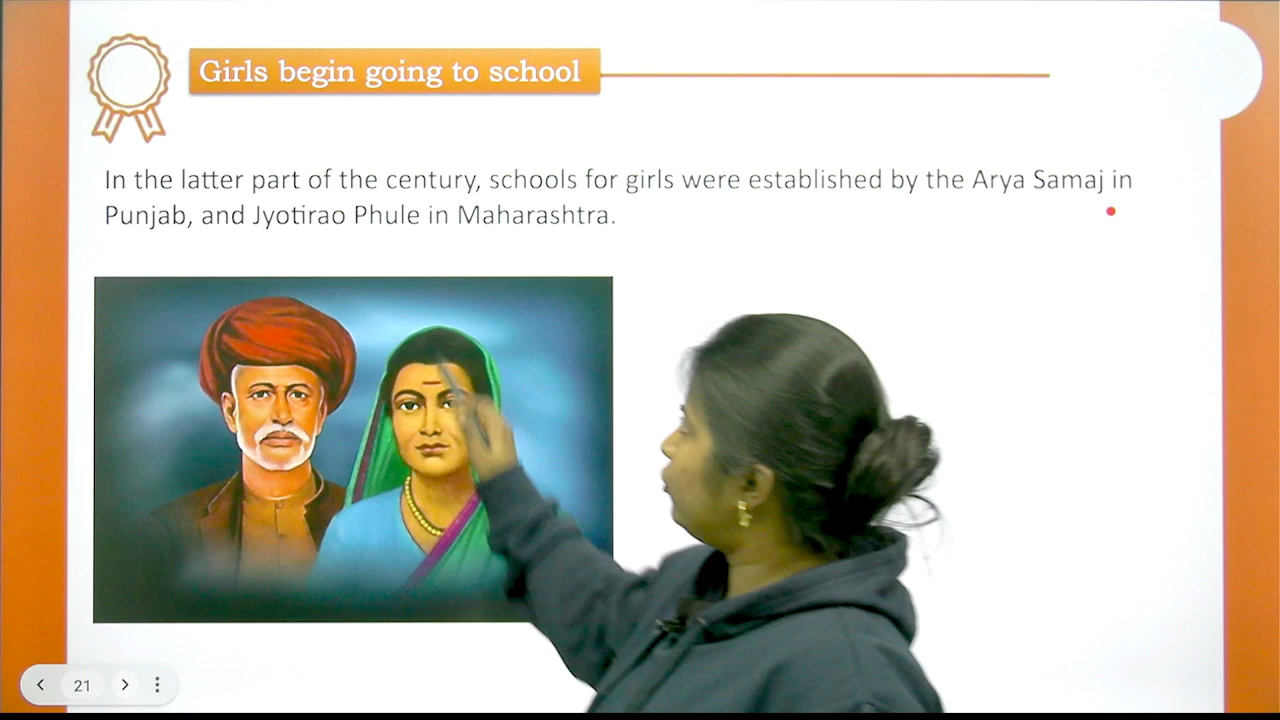 Girls begin going to school
In the latter part of the century, schools for girls were established by the Arya Samaj in
Punjab, and Jyotirao Phule in Maharashtra.
21